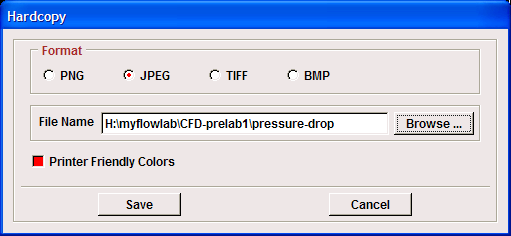 Hardcopy
Format
PNG JPEG TIFF BMP
File Name H:\myflowlab\CFD-prelab1\pressure-drop Browse ...
Printer Friendly Colors
Save Cancel